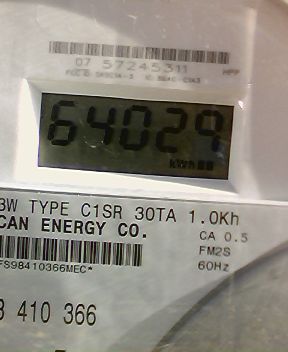 07 57245311
64029
kWh
3W TYPE C1SR 30TA 1.0Kh
CAN ENERGY CO.
CA 0.5
FM2S
60Hz
FS98410366MEC*
410 366